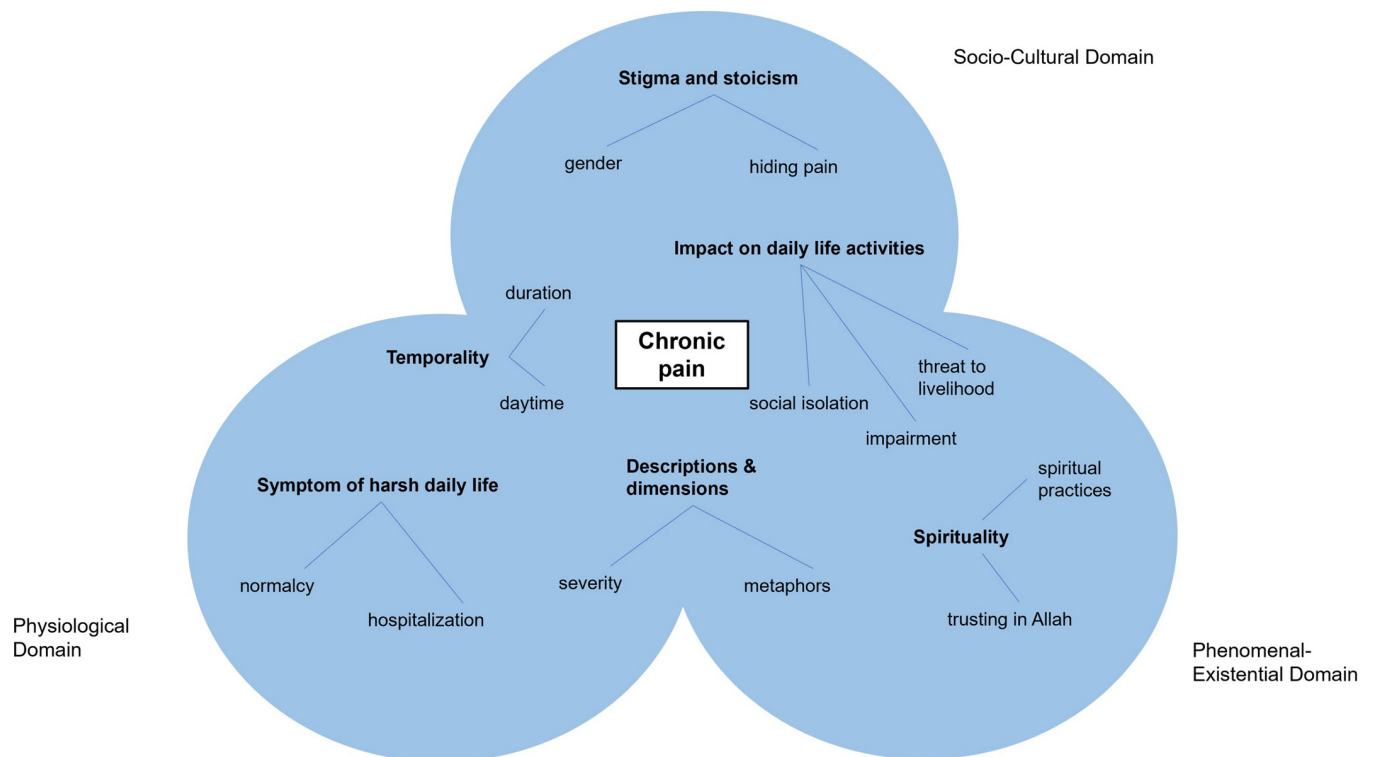 Socio-Cultural Domain
Stigma and stoicism
gender
hiding pain
Impact on daily life activities
duration
Temporality
daytime
Chronic
pain
threat to
livelihood
social isolation
impairment
Symptom of harsh daily life
normalcy
hospitalization
Descriptions &
dimensions
severity
metaphors
spiritual
practices
Spirituality
trusting in Allah
Physiological
Domain
Phenomenal-
Existential Domain